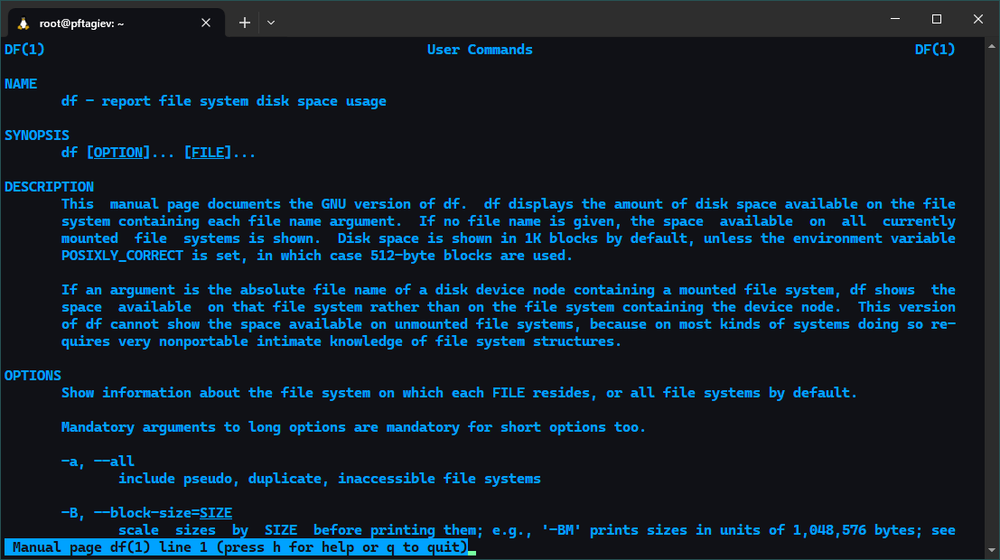 root@pftagiev: ~
DF(1) User Commands DF(1)
NAME
df - report file system disk space usage
SYNOPSIS
df [OPTION]... [FILE]...
DESCRIPTION
This  manual page documents the GNU version of df.  df displays the amount of disk space available on the file
system containing each file name argument.  If no file name is given, the space  available  on  all  currently
mounted  file  systems is shown.  Disk space is shown in 1K blocks by default, unless the environment variable
POSIXLY_CORRECT is set, in which case 512-byte blocks are used.
If an argument is the absolute file name of a disk device node containing a mounted file system, df shows  the
space  available  on that file system rather than on the file system containing the device node.  This version
of df cannot show the space available on unmounted file systems, because on most kinds of systems doing so re-
quires very nonportable intimate knowledge of file system structures.
OPTIONS
Show information about the file system on which each FILE resides, or all file systems by default.
Mandatory arguments to long options are mandatory for short options too.
-a, --all
include pseudo, duplicate, inaccessible file systems
-B, --block-size=SIZE
scale  sizes  by  SIZE  before printing them; e.g., '-BM' prints sizes in units of 1,048,576 bytes; see
Manual page df(1) line 1 (press h for help or q to quit)